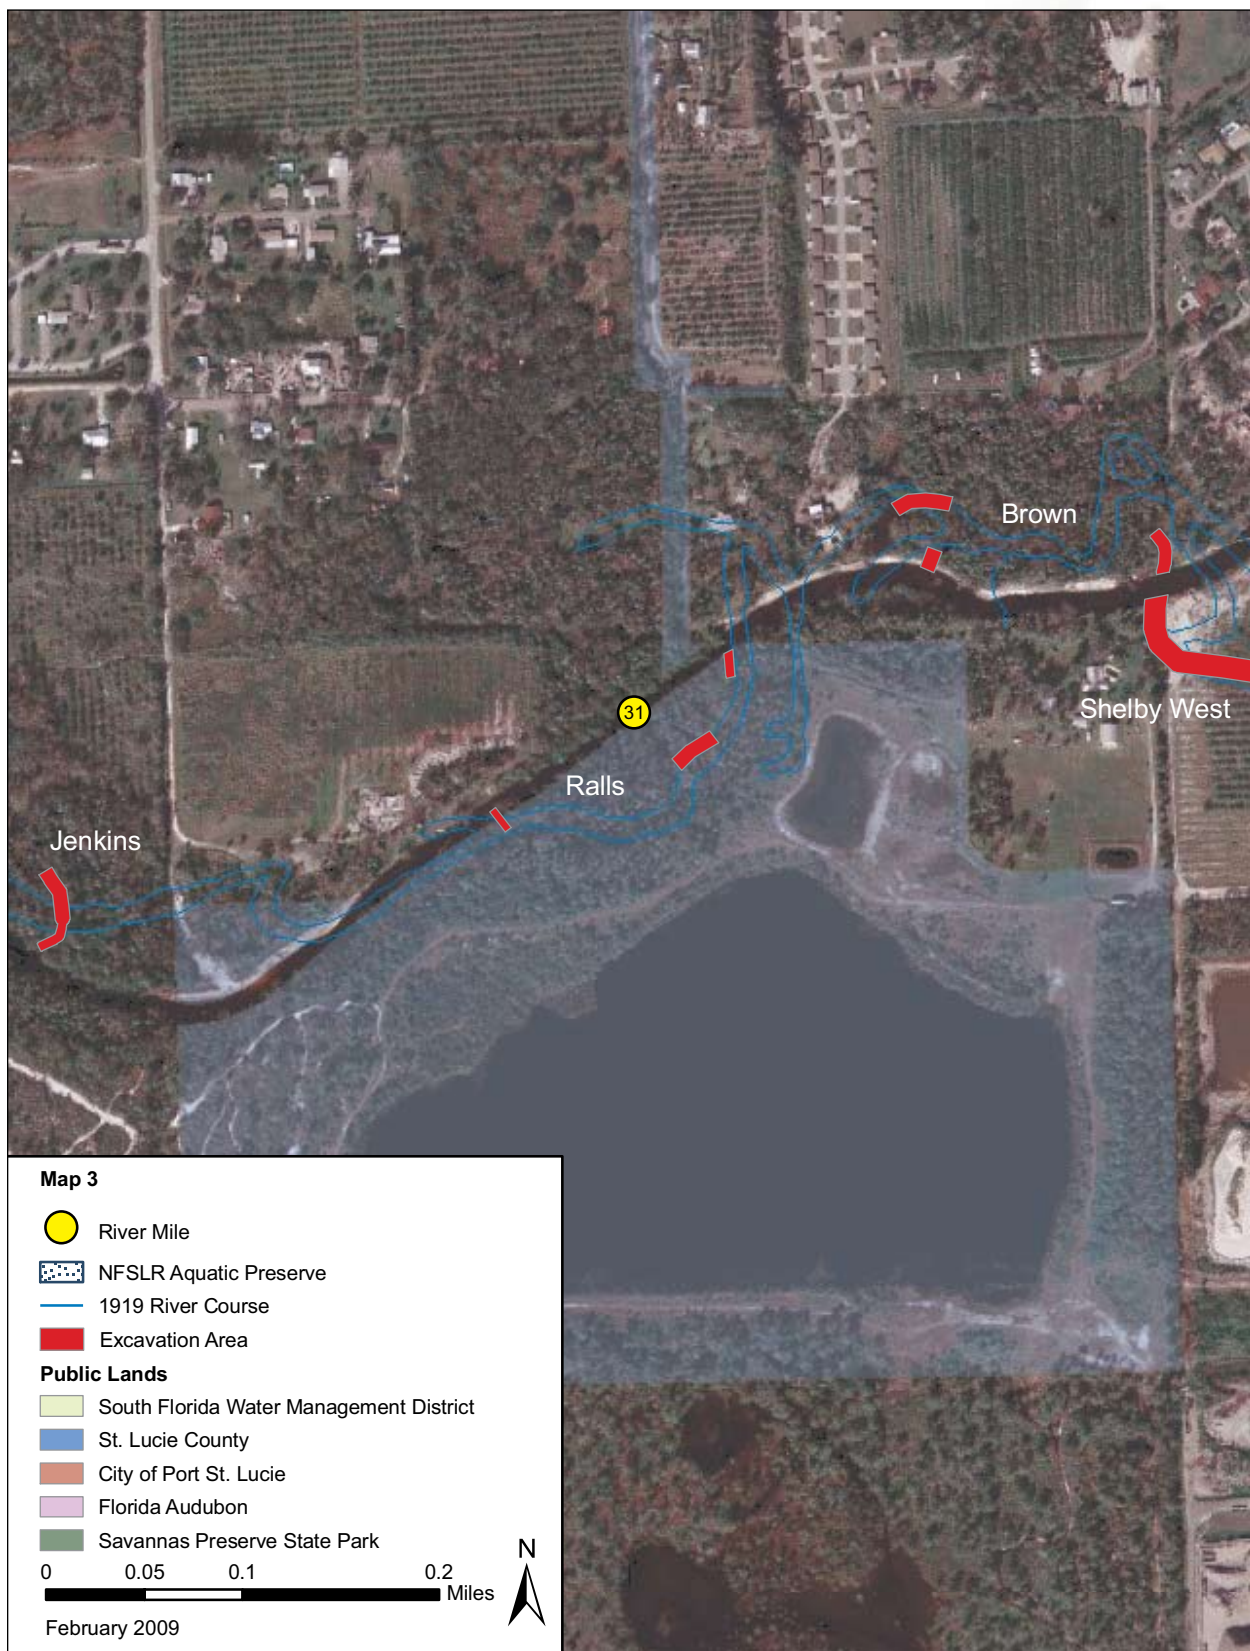 Brown
Shelby West
31
Ralls
Jenkins
Map 3
River Mile
NFSLR Aquatic Preserve
1919 River Course
Excavation Area
Public Lands
South Florida Water Management District
St. Lucie County
City of Port St. Lucie
Florida Audubon
Savannas Preserve State Park
N
0 0.05 0.1 0.2
Miles
February 2009